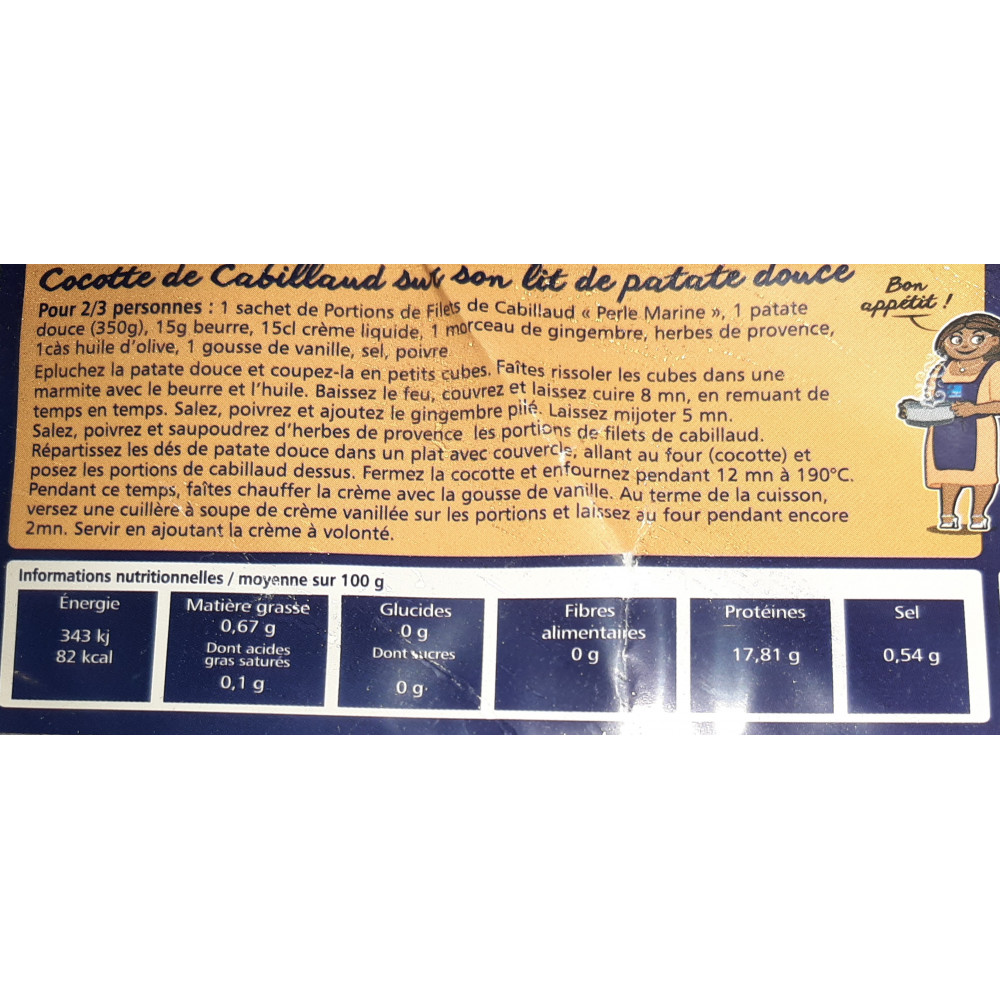 Cocotte de Cabillaud sur son lit de patate douce
Bon
appétit !
Pour 2/3 personnes : 1 sachet de Portions de Filets de Cabillaud « Perle Marine », 1 patate
douce (350g), 15g beurre, 15cl crème liquide, 1 morceau de gingembre, herbes de provence,
1càs huile d'olive, 1 gousse de vanille, sel, poivre
Epluchez la patate douce et coupez-la en petits cubes. Faîtes rissoler les cubes dans une
marmite avec le beurre et l'huile. Baissez le feu, couvrez et laissez cuire 8 mn, en remuant de
temps en temps. Salez, poivrez et ajoutez le gingembre pilé. Laissez mijoter 5 mn.
Salez, poivrez et saupoudrez d'herbes de provence les portions de filets de cabillaud.
Répartissez les dés de patate douce dans un plat avec couvercle, allant au four (cocotte) et
posez les portions de cabillaud dessus. Fermez la cocotte et enfournez pendant 12 mn à 190°C.
Pendant ce temps, faîtes chauffer la crème avec la gousse de vanille. Au terme de la cuisson,
versez une cuillère à soupe de crème vanillée sur les portions et laissez au four pendant encore
2mn. Servir en ajoutant la crème à volonté.
Informations nutritionnelles / moyenne sur 100 g
Énergie
343 kj
82 kcal
Matière grasse
0,67 g
Dont acides
gras saturés
0,1 g
Glucides
0 g
Dont sucres
0 g
Fibres
alimentaires
0 g
Protéines
17,81 g
Sel
0,54 g